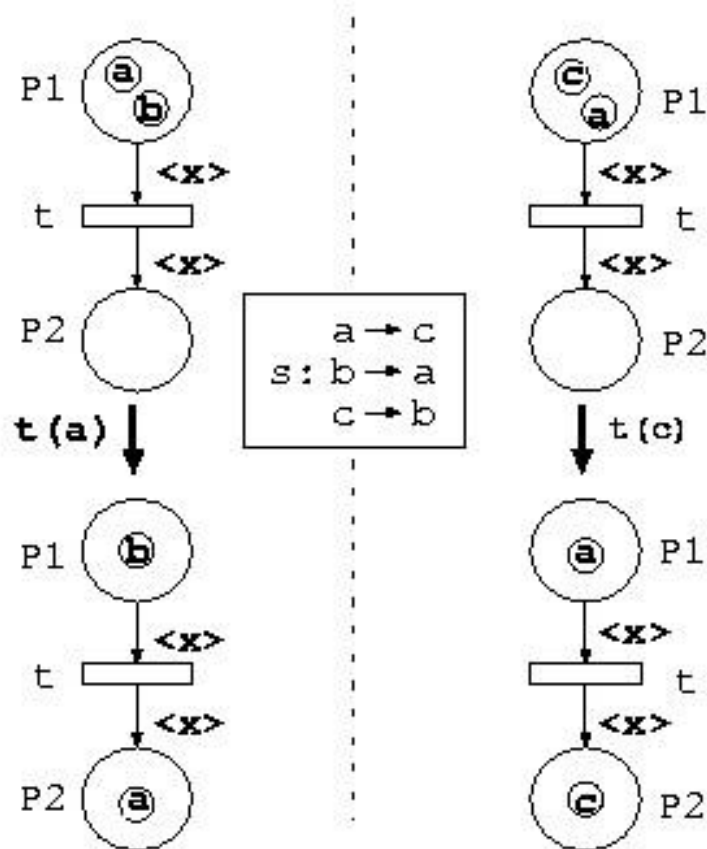 P1 a b
<x>
t
<x>
P2
t(a)
P1 b
<x>
t
<x>
P2 a
a → c
s: b → a
c → b
c a P1
<x>
t
<x>
P2
t(c)
a P1
<x>
t
<x>
c P2